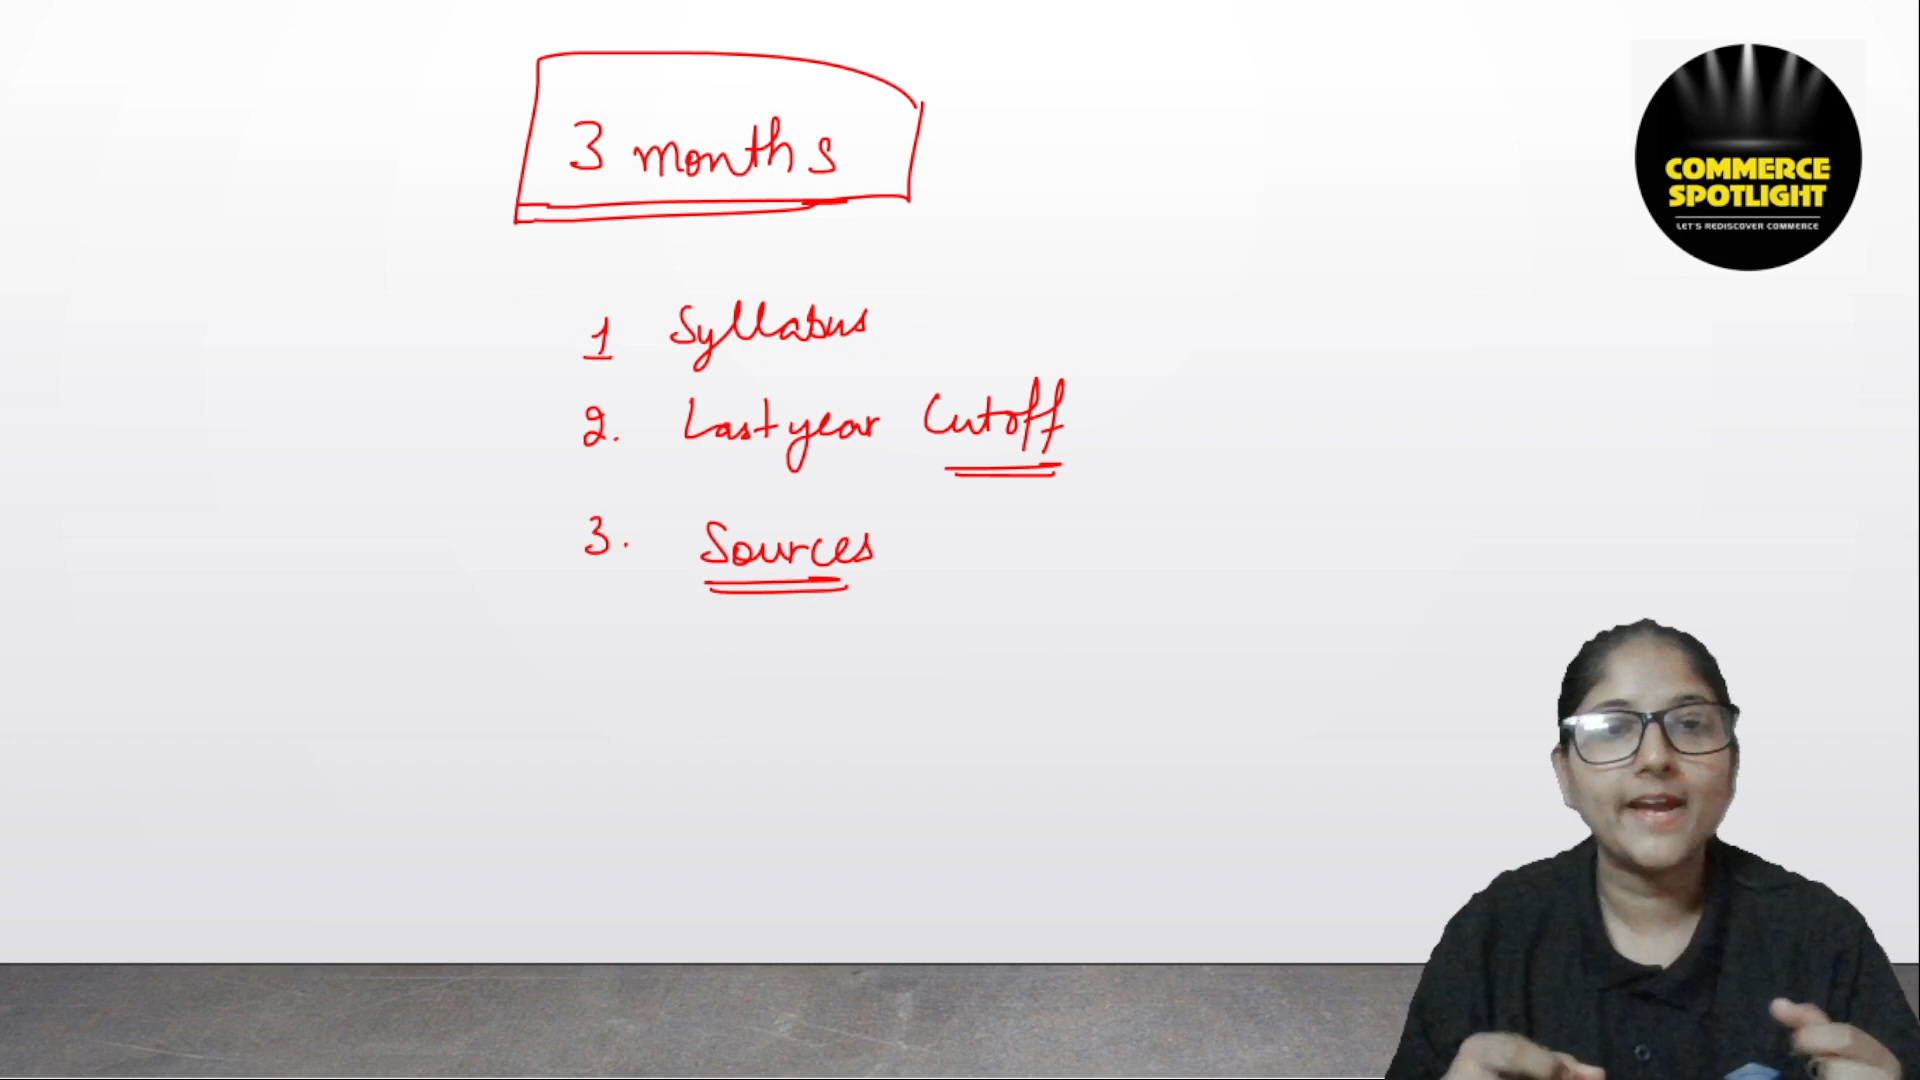 3 months
COMMERCE
SPOTLIGHT
LET'S REDISCOVER COMMERCE
1 Syllabus
2. Last year Cutoff
3. Sources